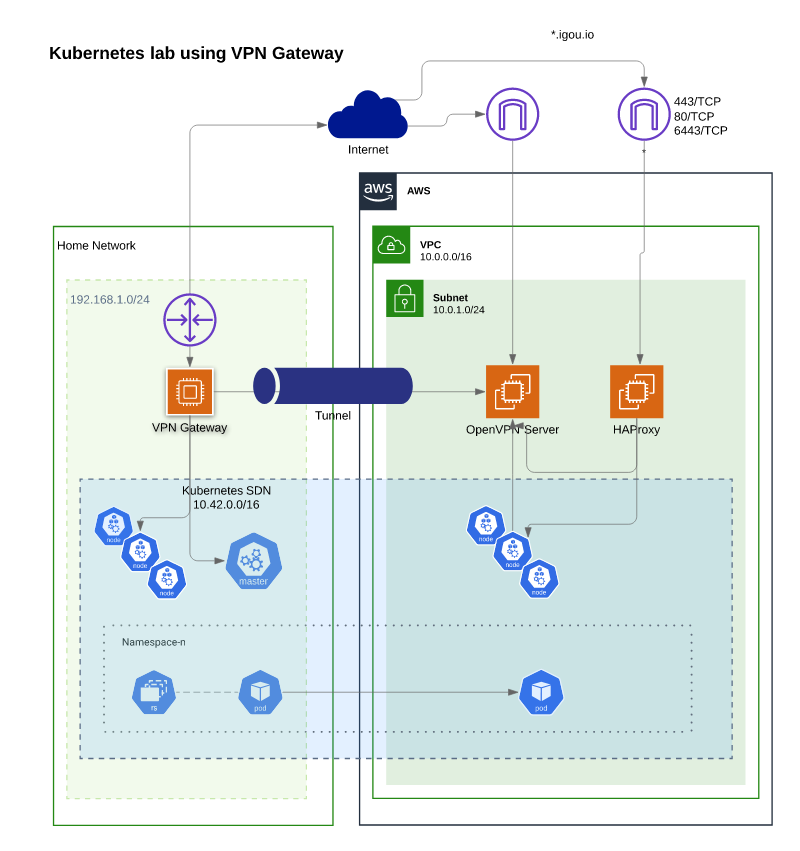 *.igou.io
Kubernetes lab using VPN Gateway
443/TCP
80/TCP
6443/TCP
*
Internet
aws
AWS
Home Network
VPC
10.0.0.0/16
192.168.1.0/24
Subnet
10.0.1.0/24
Tunnel
VPN Gateway
OpenVPN Server
HAProxy
Kubernetes SDN
10.42.0.0/16
node
node
node
master
node
node
node
Namespace-n
rs
pod
pod